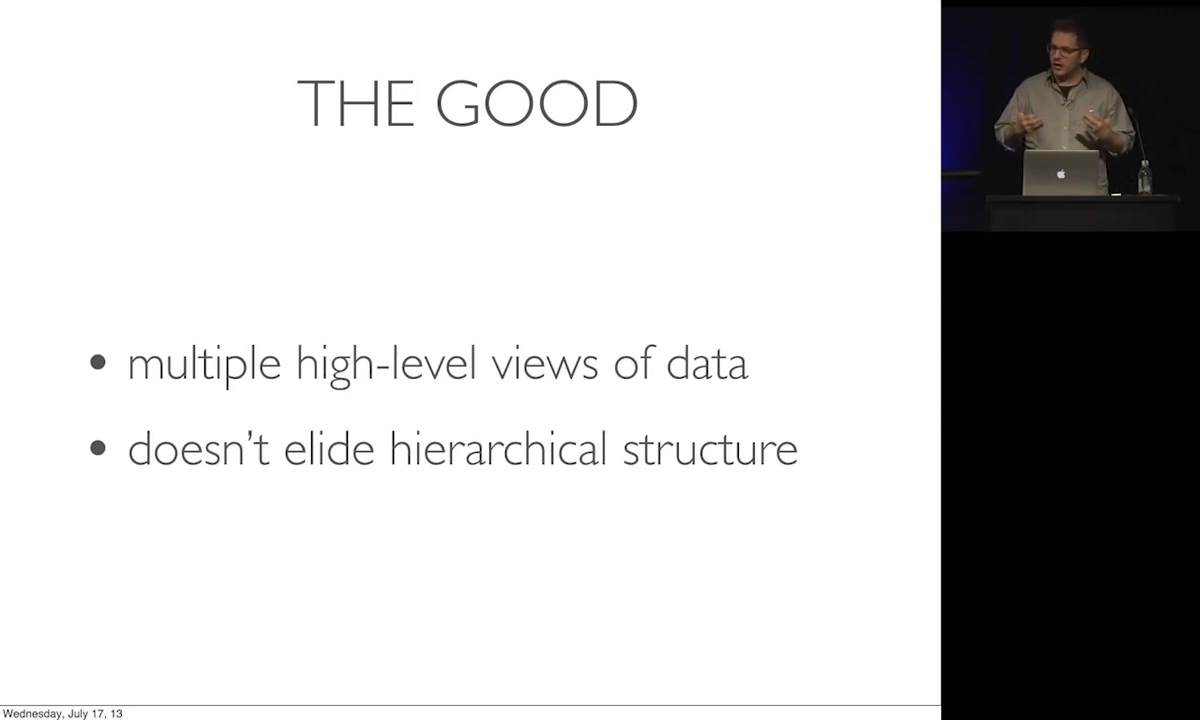 THE GOOD
• multiple high-level views of data
• doesn’t elide hierarchical structure
Wednesday, July 17, 13